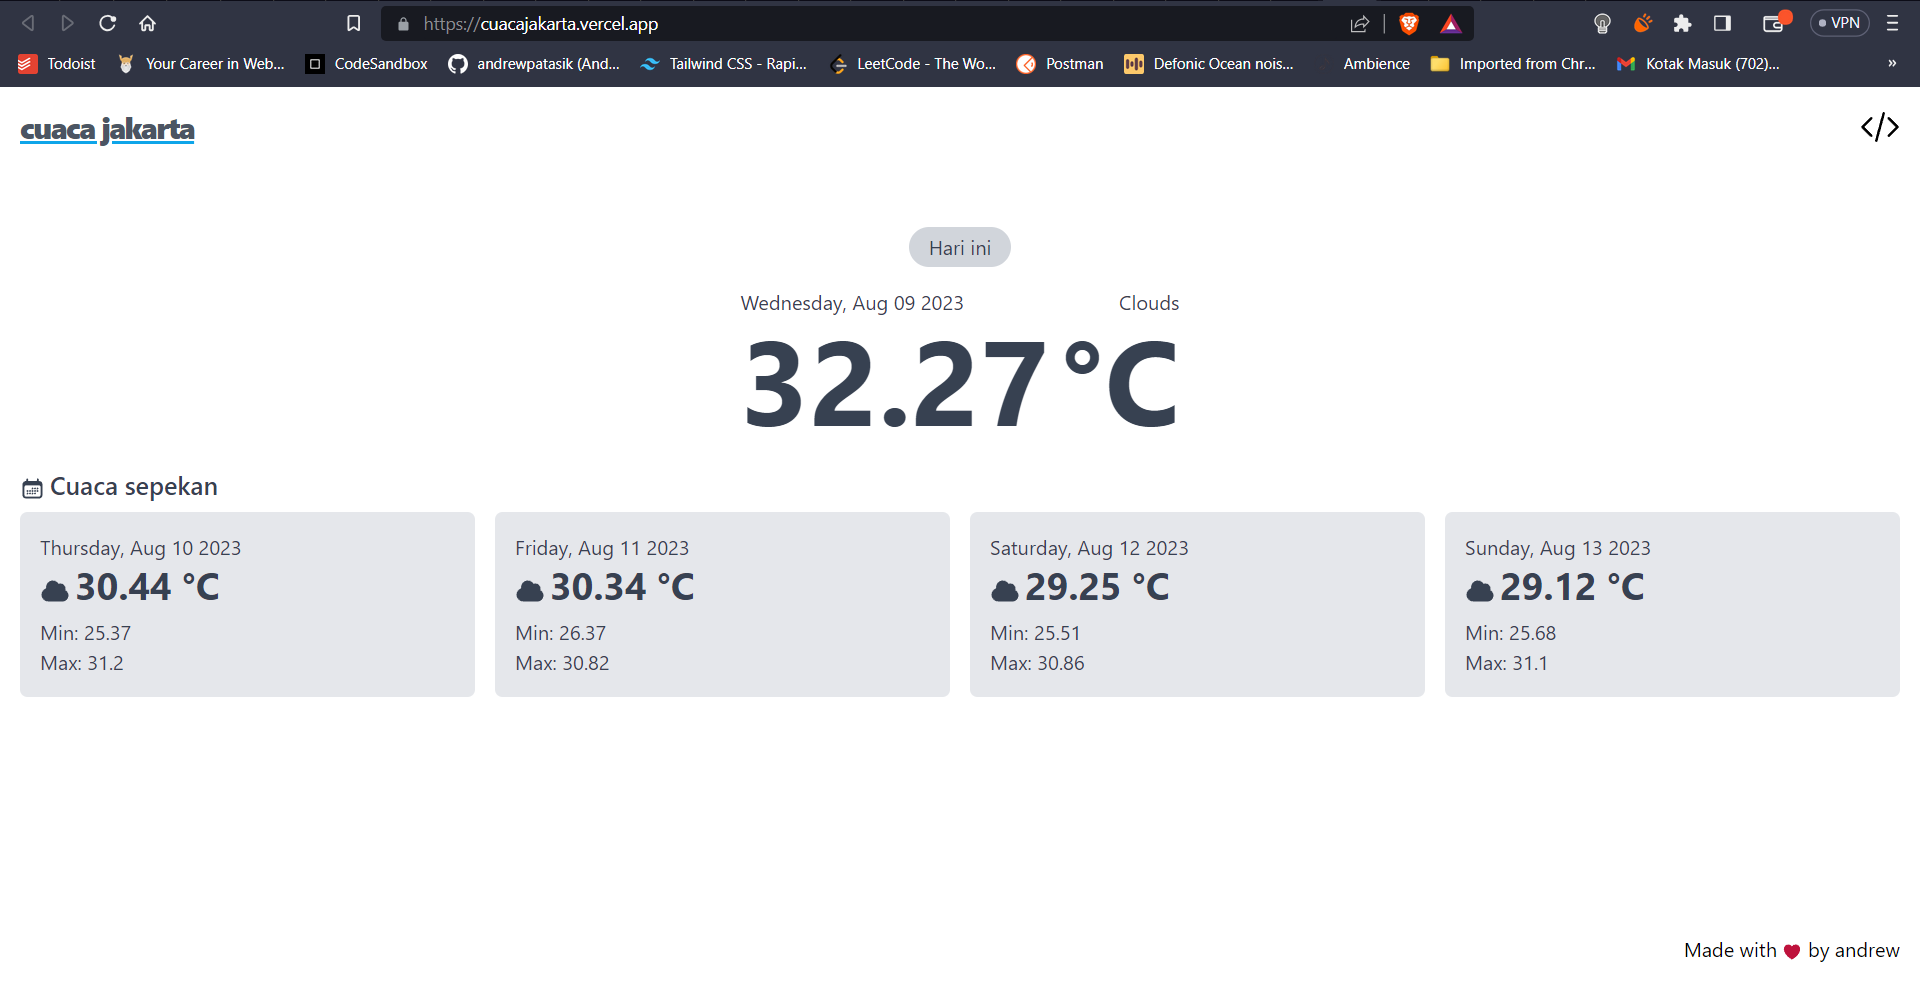 https://cuacajakarta.vercel.app
VPN
Todoist Your Career in Web... CodeSandbox andrewpatasik (And... Tailwind CSS - Rapi... LeetCode - The Wo... Postman Defonic Ocean nois... Ambience Imported from Chr... Kotak Masuk (702)... »
cuaca jakarta </>
Hari ini
Wednesday, Aug 09 2023 Clouds
32.27°C
Cuaca sepekan
Thursday, Aug 10 2023
30.44 °C
Min: 25.37
Max: 31.2
Friday, Aug 11 2023
30.34 °C
Min: 26.37
Max: 30.82
Saturday, Aug 12 2023
29.25 °C
Min: 25.51
Max: 30.86
Sunday, Aug 13 2023
29.12 °C
Min: 25.68
Max: 31.1
Made with ♥ by andrew